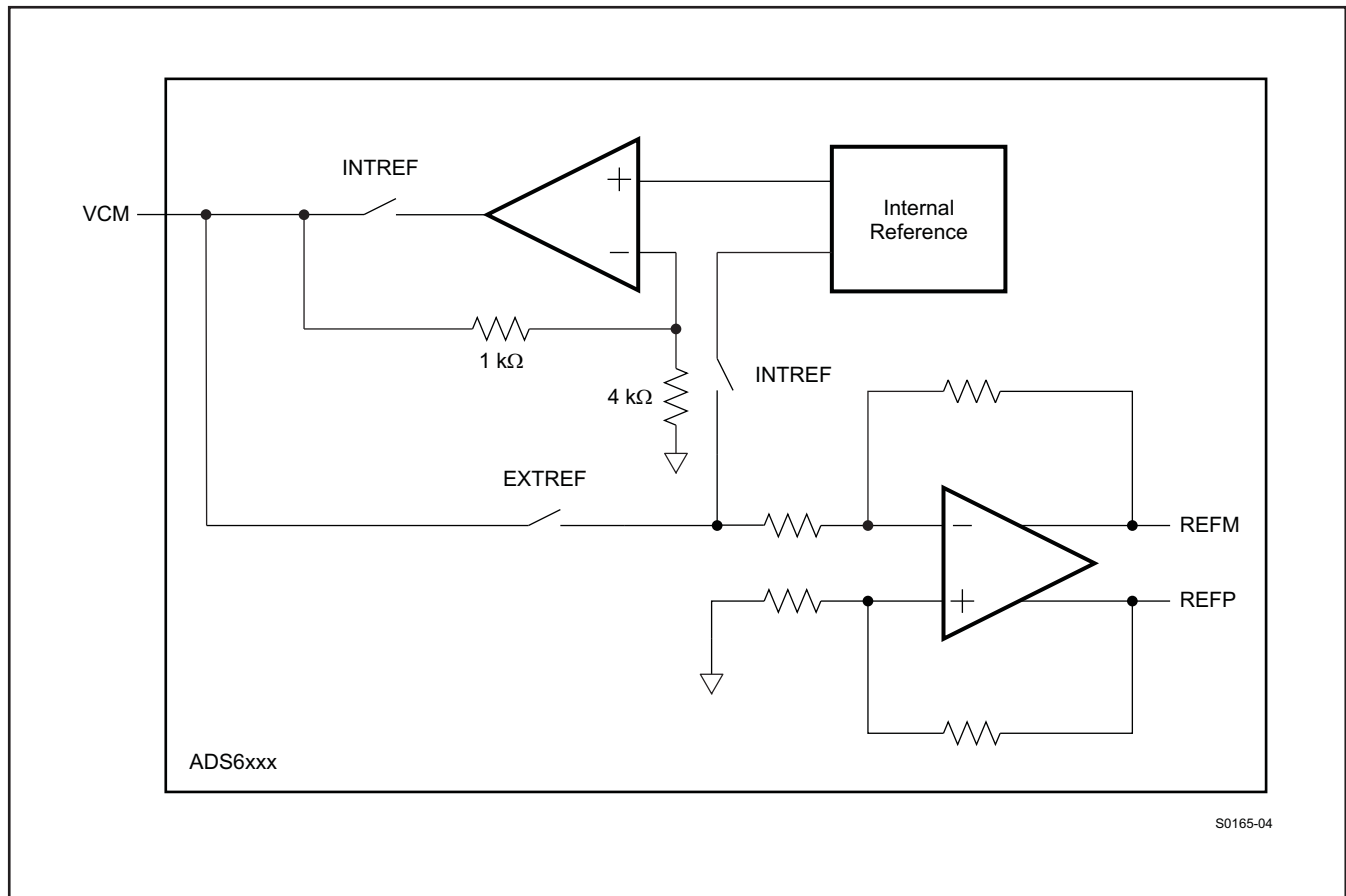 INTREF
VCM
+
−
Internal
Reference
1 kΩ
4 kΩ
INTREF
EXTREF
−
+
REFM
REFP
ADS6xxx
S0165-04